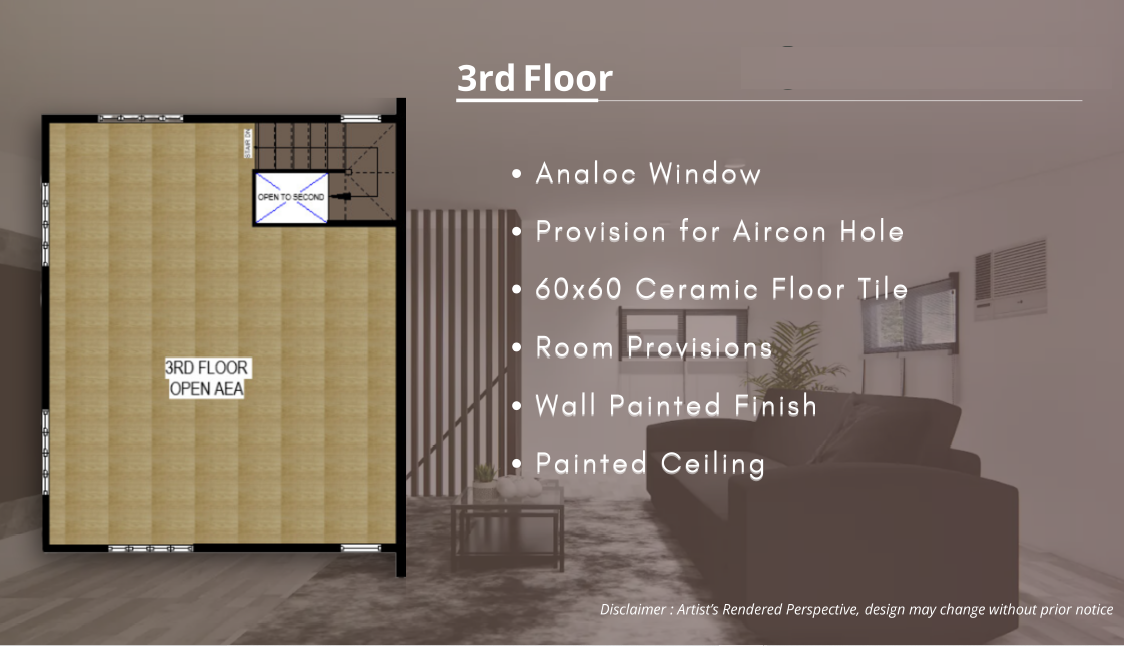 3rd Floor
STAIR DN
OPEN TO SECOND
3RD FLOOR
OPEN AEA
• Analoc Window
• Provision for Aircon Hole
• 60x60 Ceramic Floor Tile
• Room Provisions
• Wall Painted Finish
• Painted Ceiling
Disclaimer : Artist's Rendered Perspective, design may change without prior notice